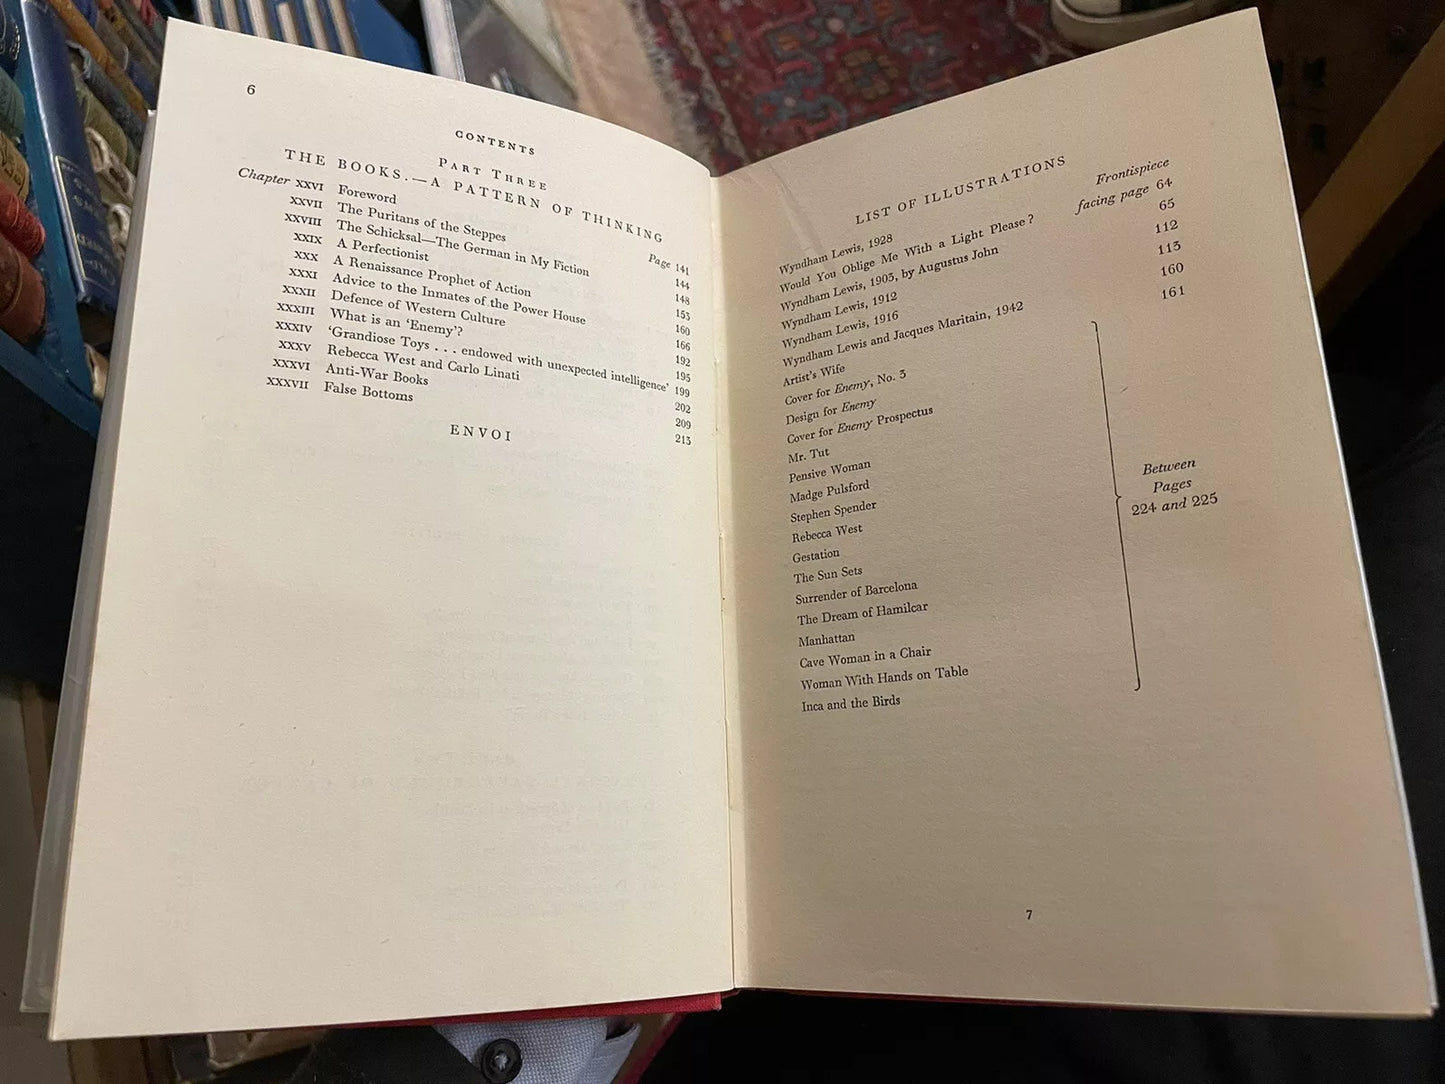 6
CONTENTS
PART THREE
THE BOOKS.—A PATTERN OF THINKING
Chapter XXVI Foreword Page 141
XXVII The Puritans of the Steppes 144
XXVIII The Schicksal—The German in My Fiction 148
XXIX A Perfectionist 153
XXX A Renaissance Prophet of Action 160
XXXI Advice to the Inmates of the Power House 166
XXXII Defence of Western Culture 192
XXXIII What is an 'Enemy'? 195
XXXIV 'Grandiose Toys . . . endowed with unexpected intelligence' 199
XXXV Rebecca West and Carlo Linati 202
XXXVI Anti-War Books 209
XXXVII False Bottoms 213
ENVOI
LIST OF ILLUSTRATIONS
Wyndham Lewis, 1928 Frontispiece
Would You Oblige Me With a Light Please? facing page 64
Wyndham Lewis, 1903, by Augustus John 65
Wyndham Lewis, 1912 112
Wyndham Lewis, 1916 113
Wyndham Lewis and Jacques Maritain, 1942 160
Artist's Wife 161
Cover for Enemy, No. 3
Design for Enemy
Cover for Enemy Prospectus
Mr. Tut
Pensive Woman
Madge Pulsford
Stephen Spender
Rebecca West
Gestation
The Sun Sets
Surrender of Barcelona
The Dream of Hamilcar
Manhattan
Cave Woman in a Chair
Woman With Hands on Table
Inca and the Birds
Between
Pages
224 and 225
7